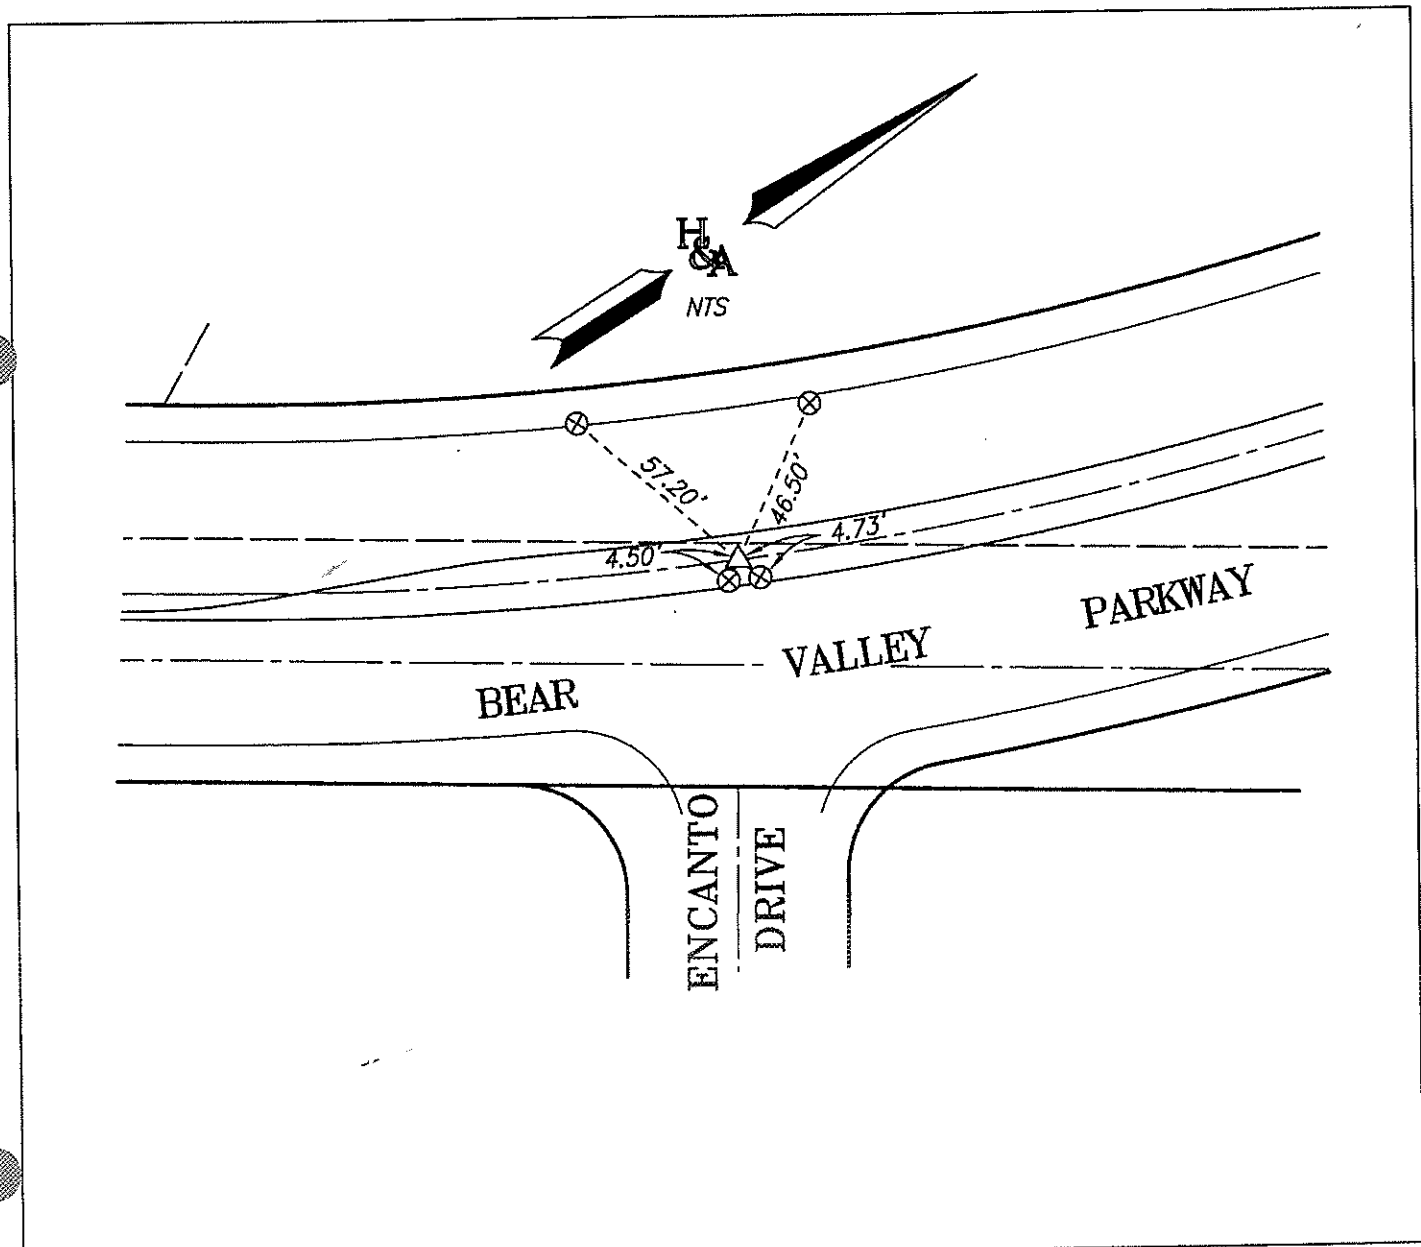 H&A
NTS
57.20'
46.50'
4.50'
4.73'
BEAR VALLEY PARKWAY
ENCANTO
DRIVE